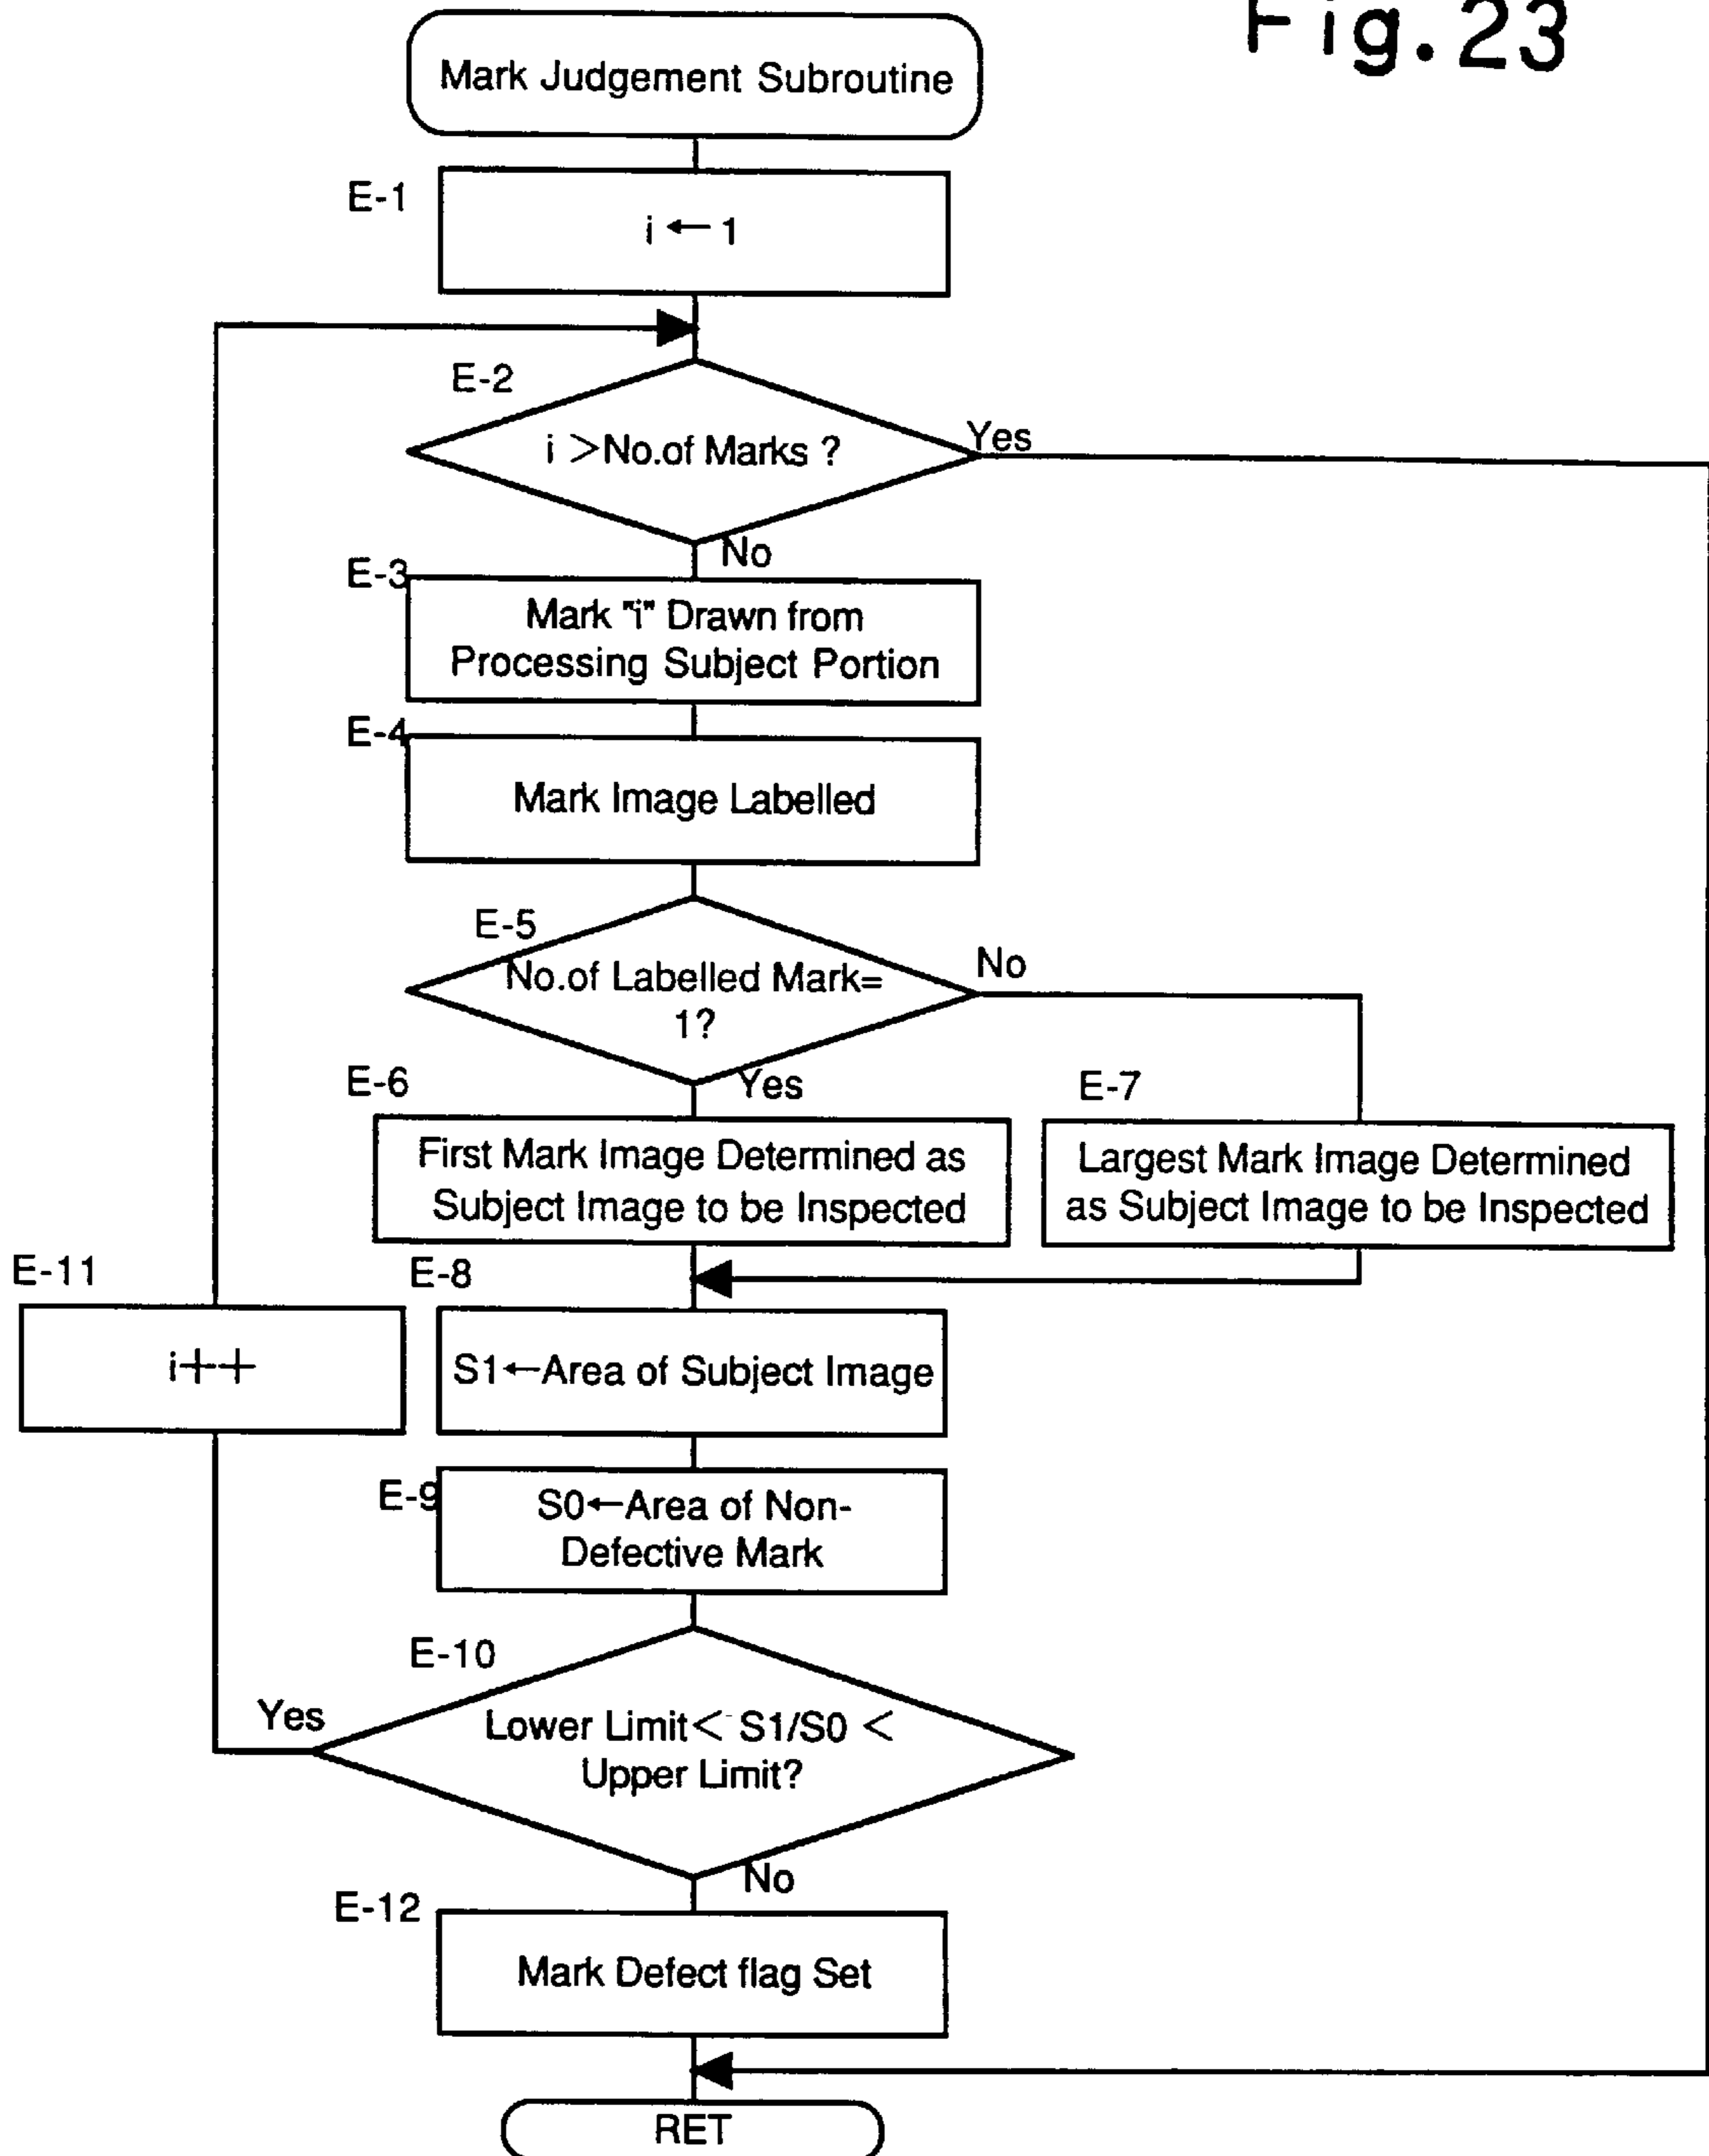 Fig.23
Mark Judgement Subroutine
E-1
i ← 1
E-2
i >No.of Marks ?
Yes
No
E-3
Mark "i" Drawn from
Processing Subject Portion
E-4
Mark Image Labelled
E-5
No.of Labelled Mark=
1?
No
Yes
E-6
First Mark Image Determined as
Subject Image to be Inspected
E-7
Largest Mark Image Determined
as Subject Image to be Inspected
E-11
i++
E-8
S1←Area of Subject Image
E-9
S0←Area of Non-
Defective Mark
E-10
Lower Limit< S1/S0 <
Upper Limit?
Yes
No
E-12
Mark Defect flag Set
RET